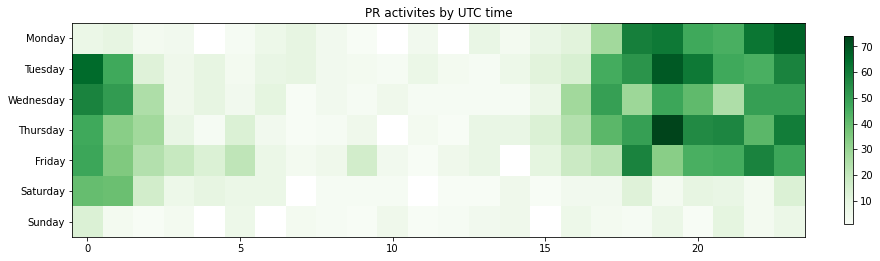 PR activites by UTC time
Monday
Tuesday
Wednesday
Thursday
Friday
Saturday
Sunday
0 5 10 15 20
70
60
50
40
30
20
10